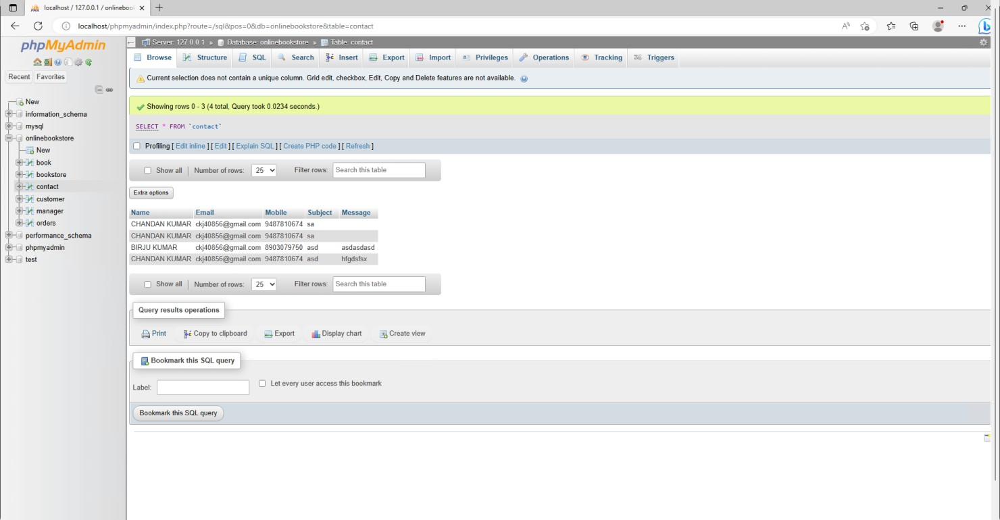 localhost / 127.0.0.1 / onlinebool
localhost/phpmyadmin/index.php?route=/sql&pos=0&db=onlinebookstore&table=contact
phpMyAdmin
Recent Favorites
New
information_schema
mysql
onlinebookstore
New
book
bookstore
contact
customer
manager
orders
performance_schema
phpmyadmin
test
Server: 127.0.0.1 » Database: onlinebookstore » Table: contact
Browse Structure SQL Search Insert Export Import Privileges Operations Tracking Triggers
Current selection does not contain a unique column. Grid edit, checkbox, Edit, Copy and Delete features are not available.
Showing rows 0 - 3 (4 total, Query took 0.0234 seconds.)
SELECT * FROM `contact`
Profiling [ Edit inline ] [ Edit ] [ Explain SQL ] [ Create PHP code ] [ Refresh ]
Show all Number of rows: 25 Filter rows: Search this table
Extra options
Name Email Mobile Subject Message
CHANDAN KUMAR ckj40856@gmail.com 9487810674 sa
CHANDAN KUMAR ckj40856@gmail.com 9487810674 sa
BIRJU KUMAR ckj40856@gmail.com 8903079750 asd asdasdasd
CHANDAN KUMAR ckj40856@gmail.com 9487810674 asd hfgdsfsx
Show all Number of rows: 25 Filter rows: Search this table
Query results operations
Print Copy to clipboard Export Display chart Create view
Bookmark this SQL query
Label: Let every user access this bookmark
Bookmark this SQL query